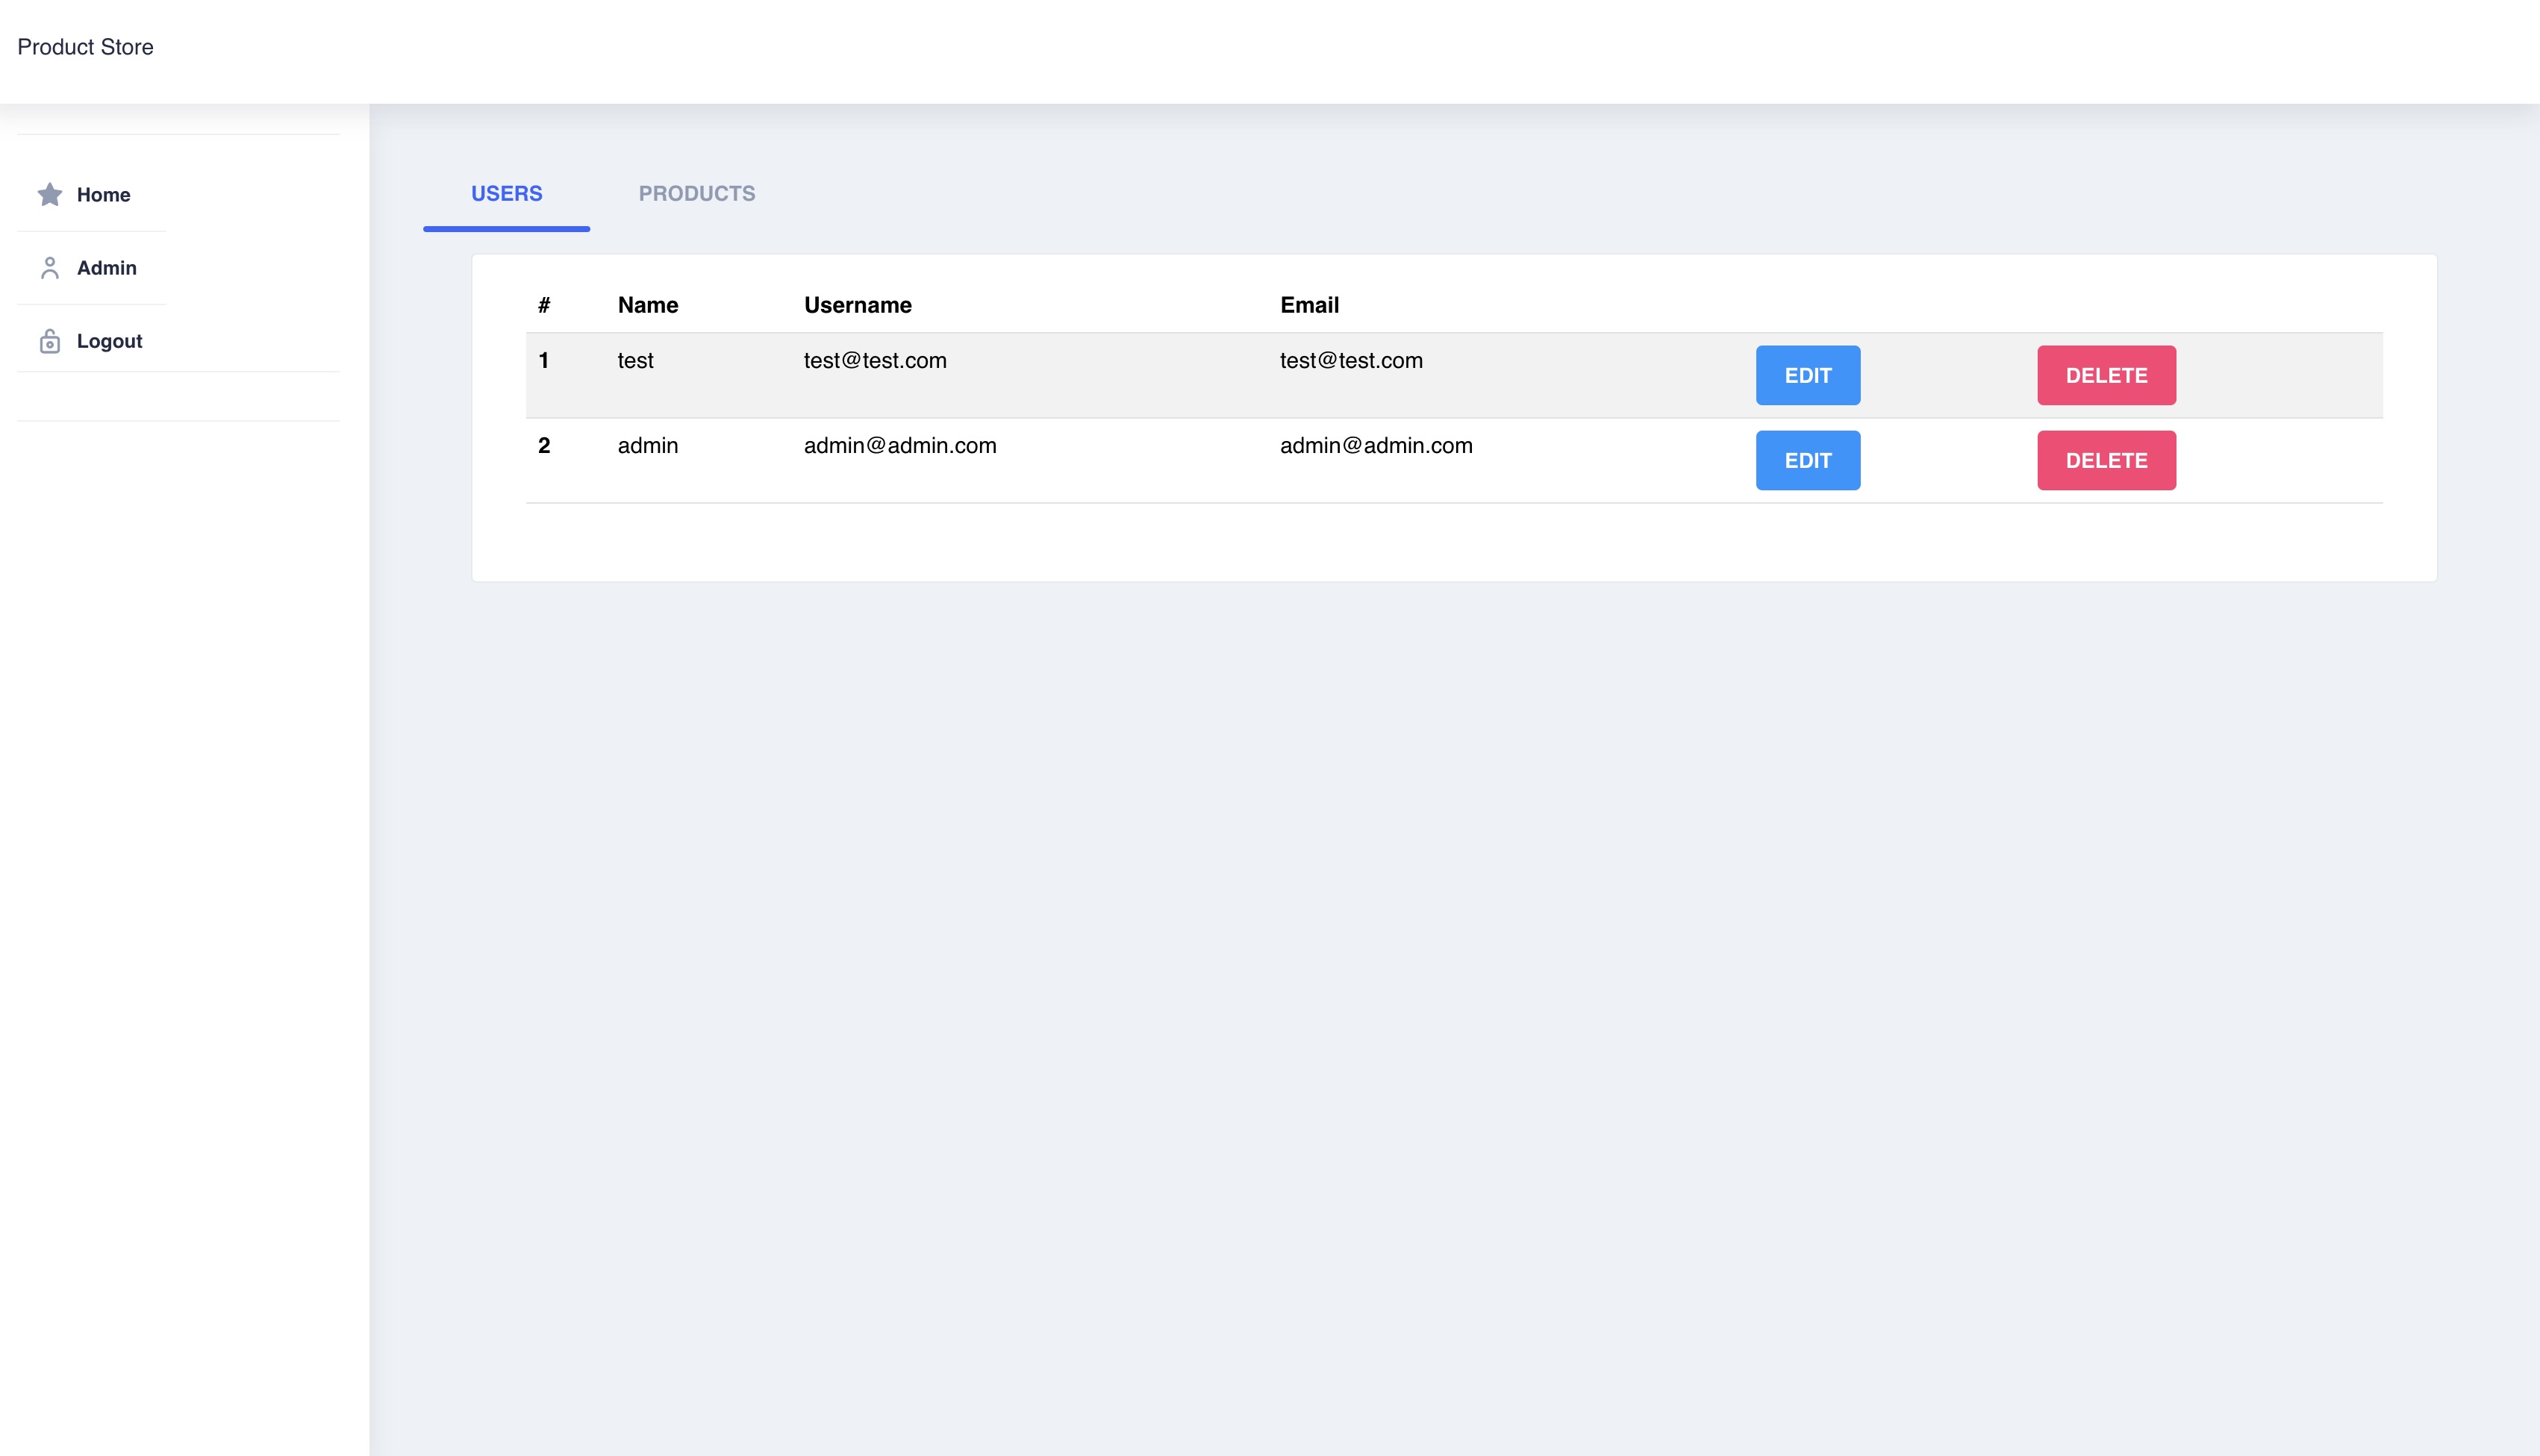 Product Store
Home
Admin
Logout
USERS PRODUCTS
# Name Username Email
1 test test@test.com test@test.com EDIT DELETE
2 admin admin@admin.com admin@admin.com EDIT DELETE